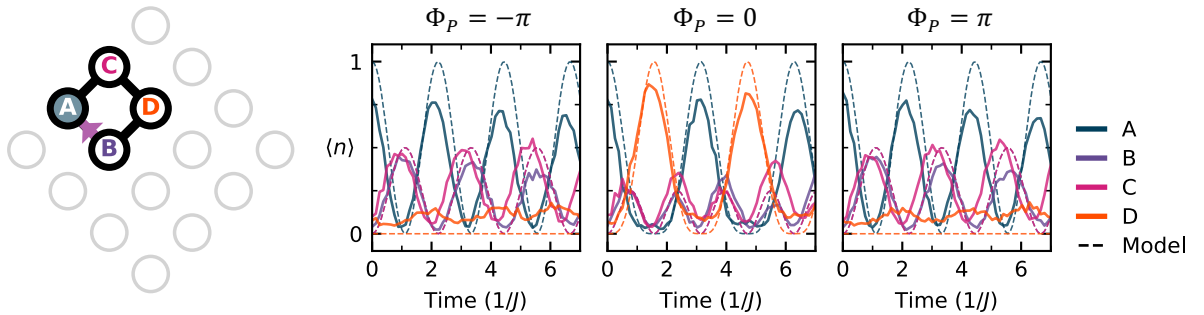 C
A
D
B
Φ_P = −π
Φ_P = 0
Φ_P = π
1
⟨n⟩
0
0 2 4 6
0 2 4 6
0 2 4 6
Time (1/J)
Time (1/J)
Time (1/J)
A
B
C
D
Model